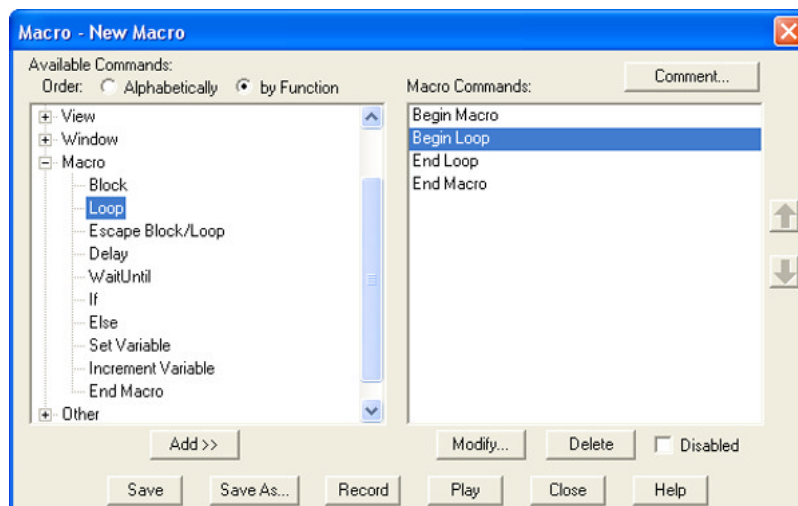 Macro - New Macro
Available Commands:
Order: Alphabetically by Function
View
Window
Macro
Block
Loop
Escape Block/Loop
Delay
WaitUntil
If
Else
Set Variable
Increment Variable
End Macro
Other
Add >>
Macro Commands:
Comment...
Begin Macro
Begin Loop
End Loop
End Macro
Modify...
Delete
Disabled
Save
Save As...
Record
Play
Close
Help